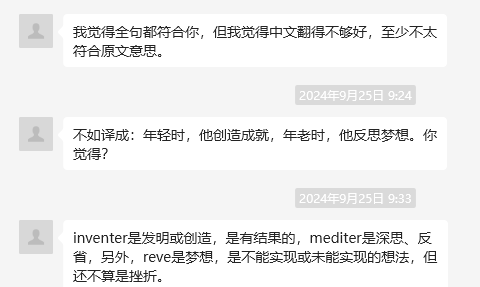 我觉得全句都符合你，但我觉得中文翻得不够好，至少不太
符合原文意思。
2024年9月25日 9:24
不如译成：年轻时，他创造成就，年老时，他反思梦想。你
觉得？
2024年9月25日 9:33
inventer是发明或创造，是有结果的，mediter是深思、反
省，另外，reve是梦想，是不能实现或未能实现的想法，但
还不算是挫折。